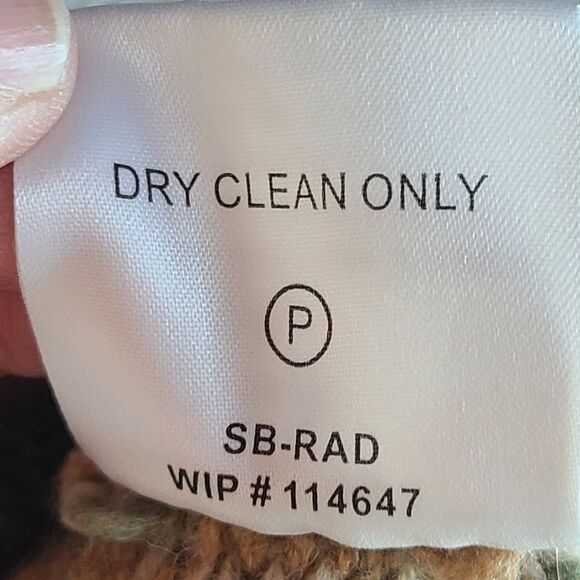 DRY CLEAN ONLY
P
SB-RAD
WIP # 114647